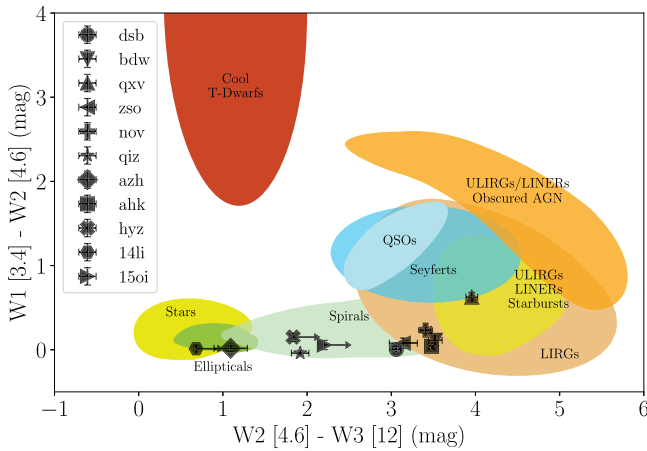 4
3
2
1
0
W1 [3.4] - W2 [4.6] (mag)
dsb
bdw
qxv
zso
nov
qiz
azh
ahk
hyz
14li
15oi
Cool
T-Dwarfs
ULIRGs/LINERs
Obscured AGN
QSOs
Seyferts
ULIRGs
LINERs
Starbursts
Stars
Spirals
Ellipticals
LIRGs
−1 0 1 2 3 4 5 6
W2 [4.6] - W3 [12] (mag)